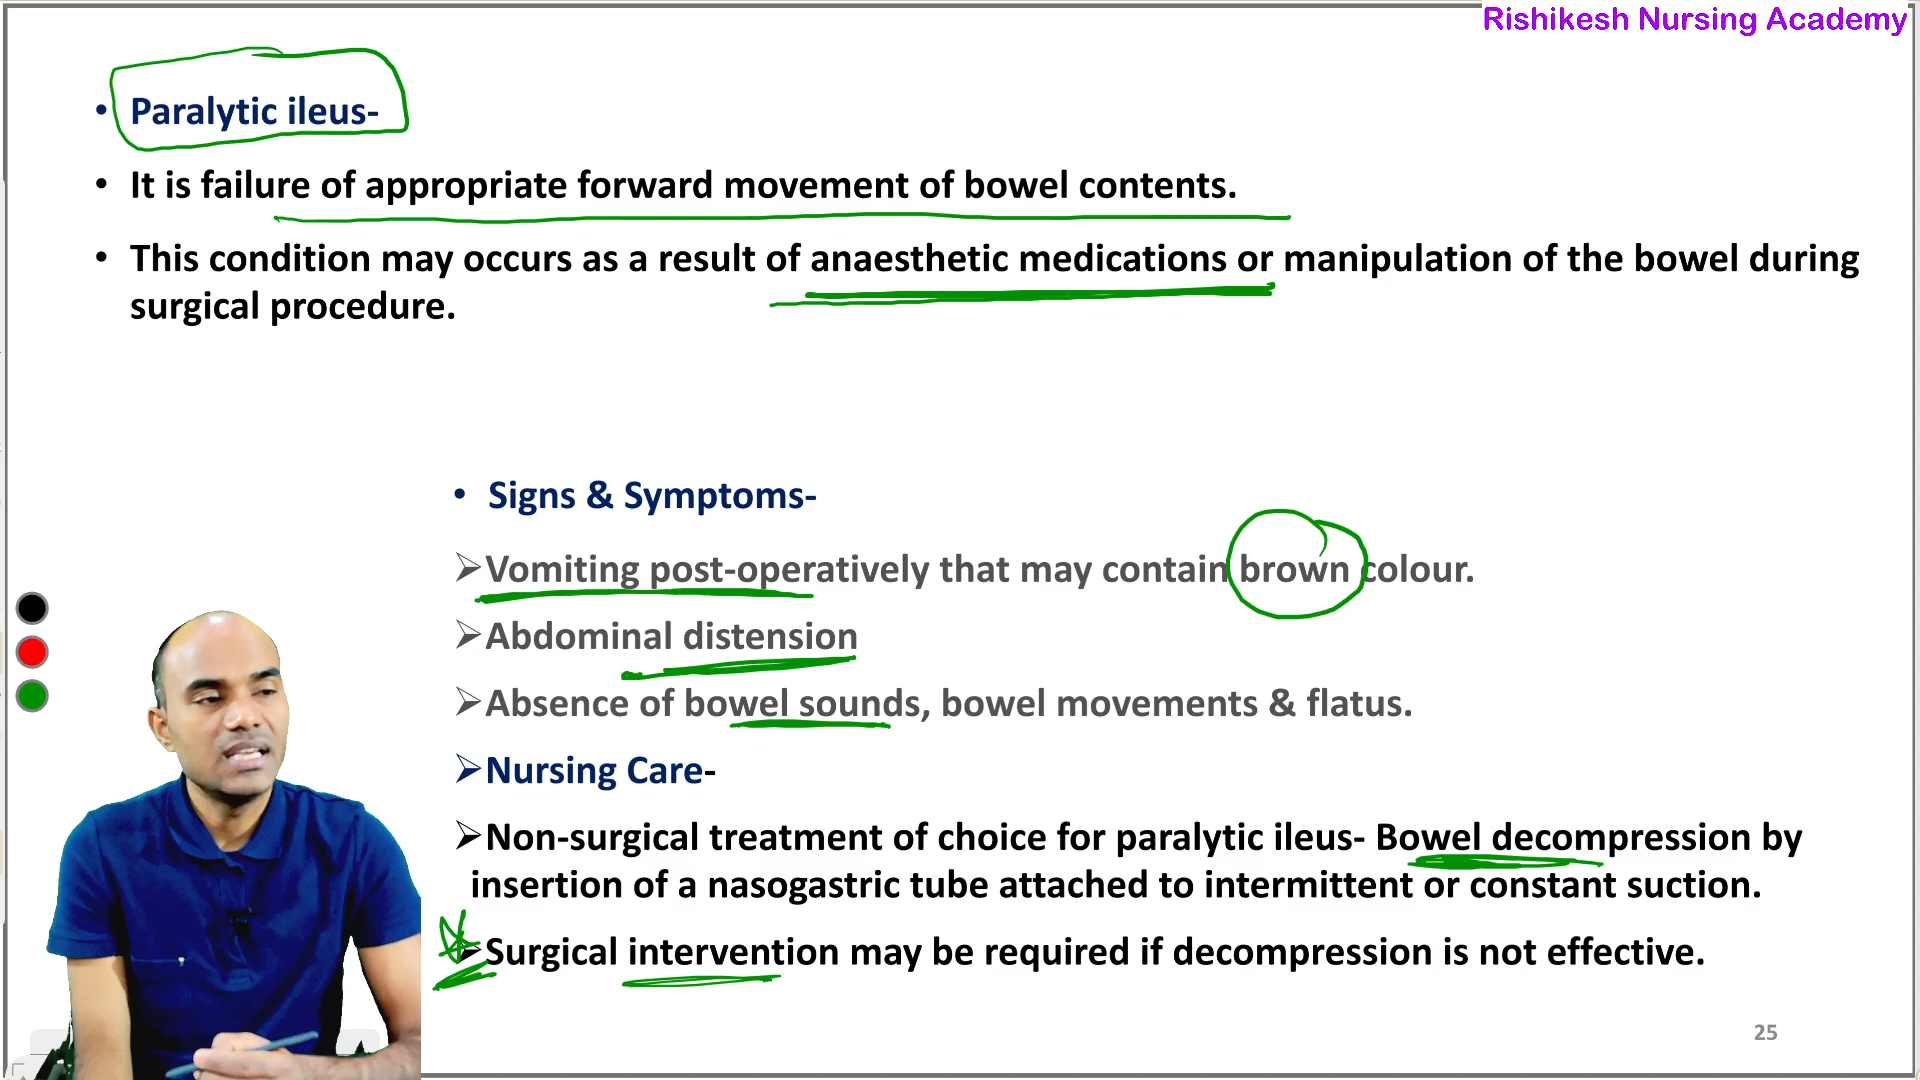 Rishikesh Nursing Academy
• Paralytic ileus-
• It is failure of appropriate forward movement of bowel contents.
• This condition may occurs as a result of anaesthetic medications or manipulation of the bowel during
surgical procedure.
• Signs & Symptoms-
➢Vomiting post-operatively that may contain brown colour.
➢Abdominal distension
➢Absence of bowel sounds, bowel movements & flatus.
➢Nursing Care-
➢Non-surgical treatment of choice for paralytic ileus- Bowel decompression by
insertion of a nasogastric tube attached to intermittent or constant suction.
➢Surgical intervention may be required if decompression is not effective.
25